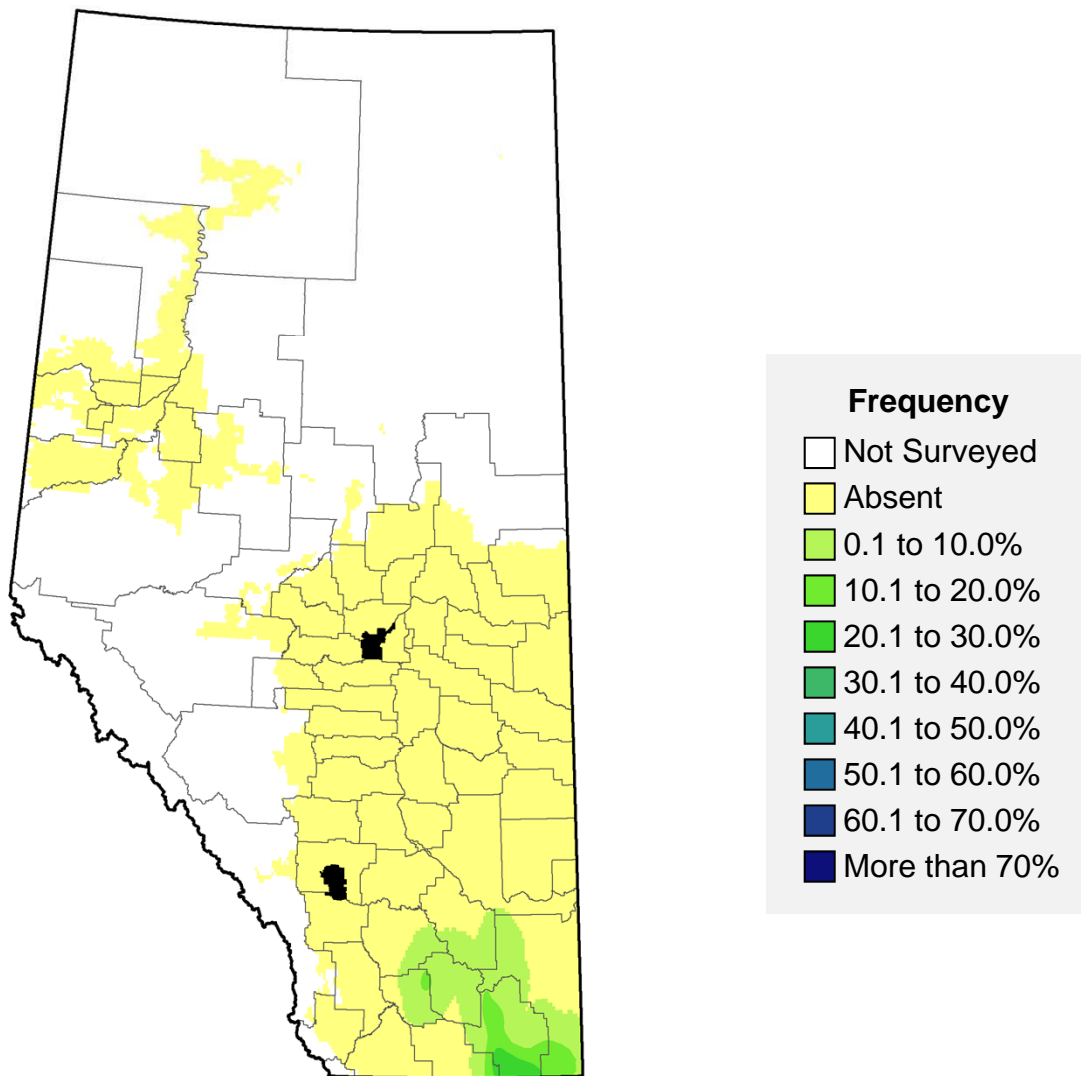 Frequency
Not Surveyed
Absent
0.1 to 10.0%
10.1 to 20.0%
20.1 to 30.0%
30.1 to 40.0%
40.1 to 50.0%
50.1 to 60.0%
60.1 to 70.0%
More than 70%